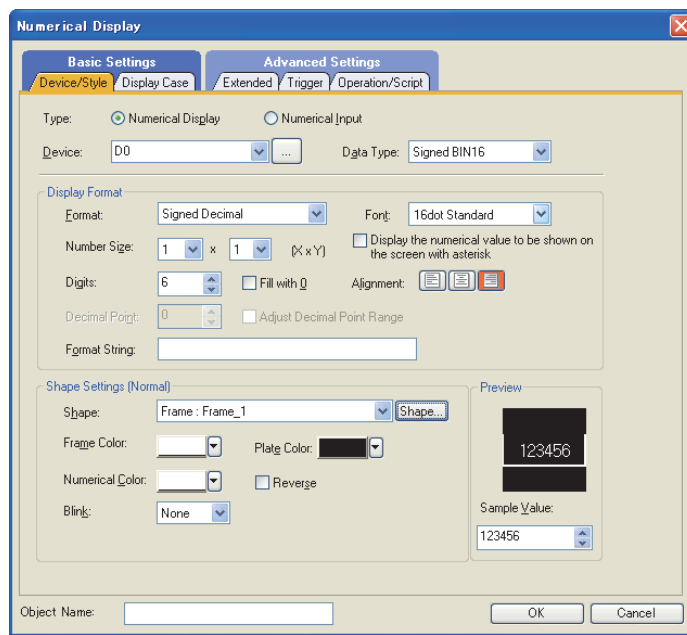 Numerical Display
Basic Settings Advanced Settings
Device/Style Display Case Extended Trigger Operation/Script
Type: Numerical Display Numerical Input
Device: D0 ... Data Type: Signed BIN16
Display Format
Format: Signed Decimal Font: 16dot Standard
Number Size: 1 x 1 (X x Y) Display the numerical value to be shown on
the screen with asterisk
Digits: 6 Fill with 0 Alignment:
Decimal Point: 0 Adjust Decimal Point Range
Format String:
Shape Settings (Normal) Preview
Shape: Frame : Frame_1 Shape...
Frame Color: Plate Color: 123456
Numerical Color: Reverse
Blink: None Sample Value:
123456
Object Name: OK Cancel